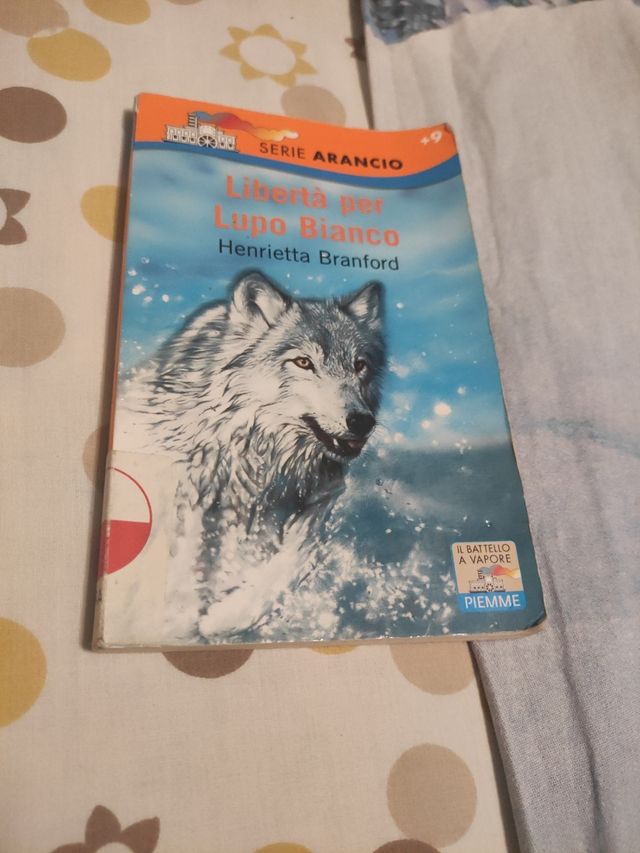 SERIE ARANCIO
+9
Libertà per
Lupo Bianco
Henrietta Branford
IL BATTELLO
A VAPORE
PIEMME